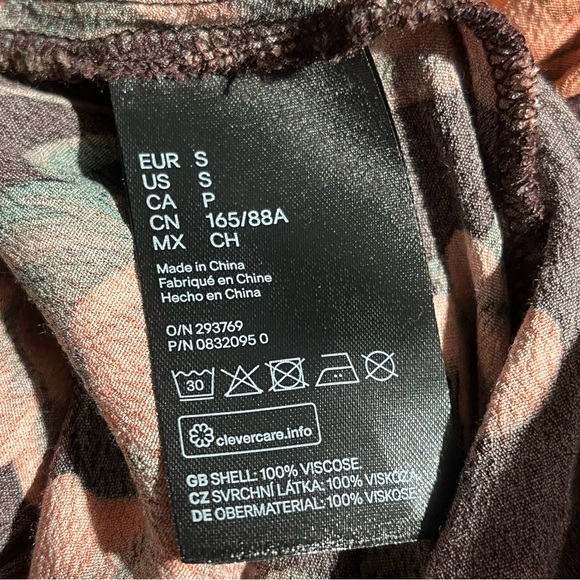 EUR S
US S
CA P
CN 165/88A
MX CH
Made in China
Fabriqué en Chine
Hecho en China
O/N 293769
P/N 0832095 0
30
clevercare.info
GB SHELL: 100% VISCOSE.
CZ SVRCHNÍ LÁTKA: 100% VISKÓZA.
DE OBERMATERIAL: 100% VISKOSE